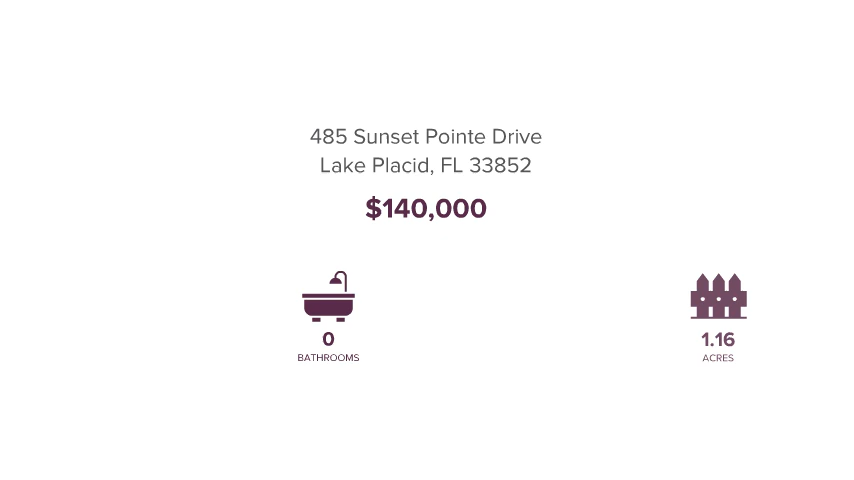 485 Sunset Pointe Drive
Lake Placid, FL 33852
$140,000
0
BATHROOMS
1.16
ACRES